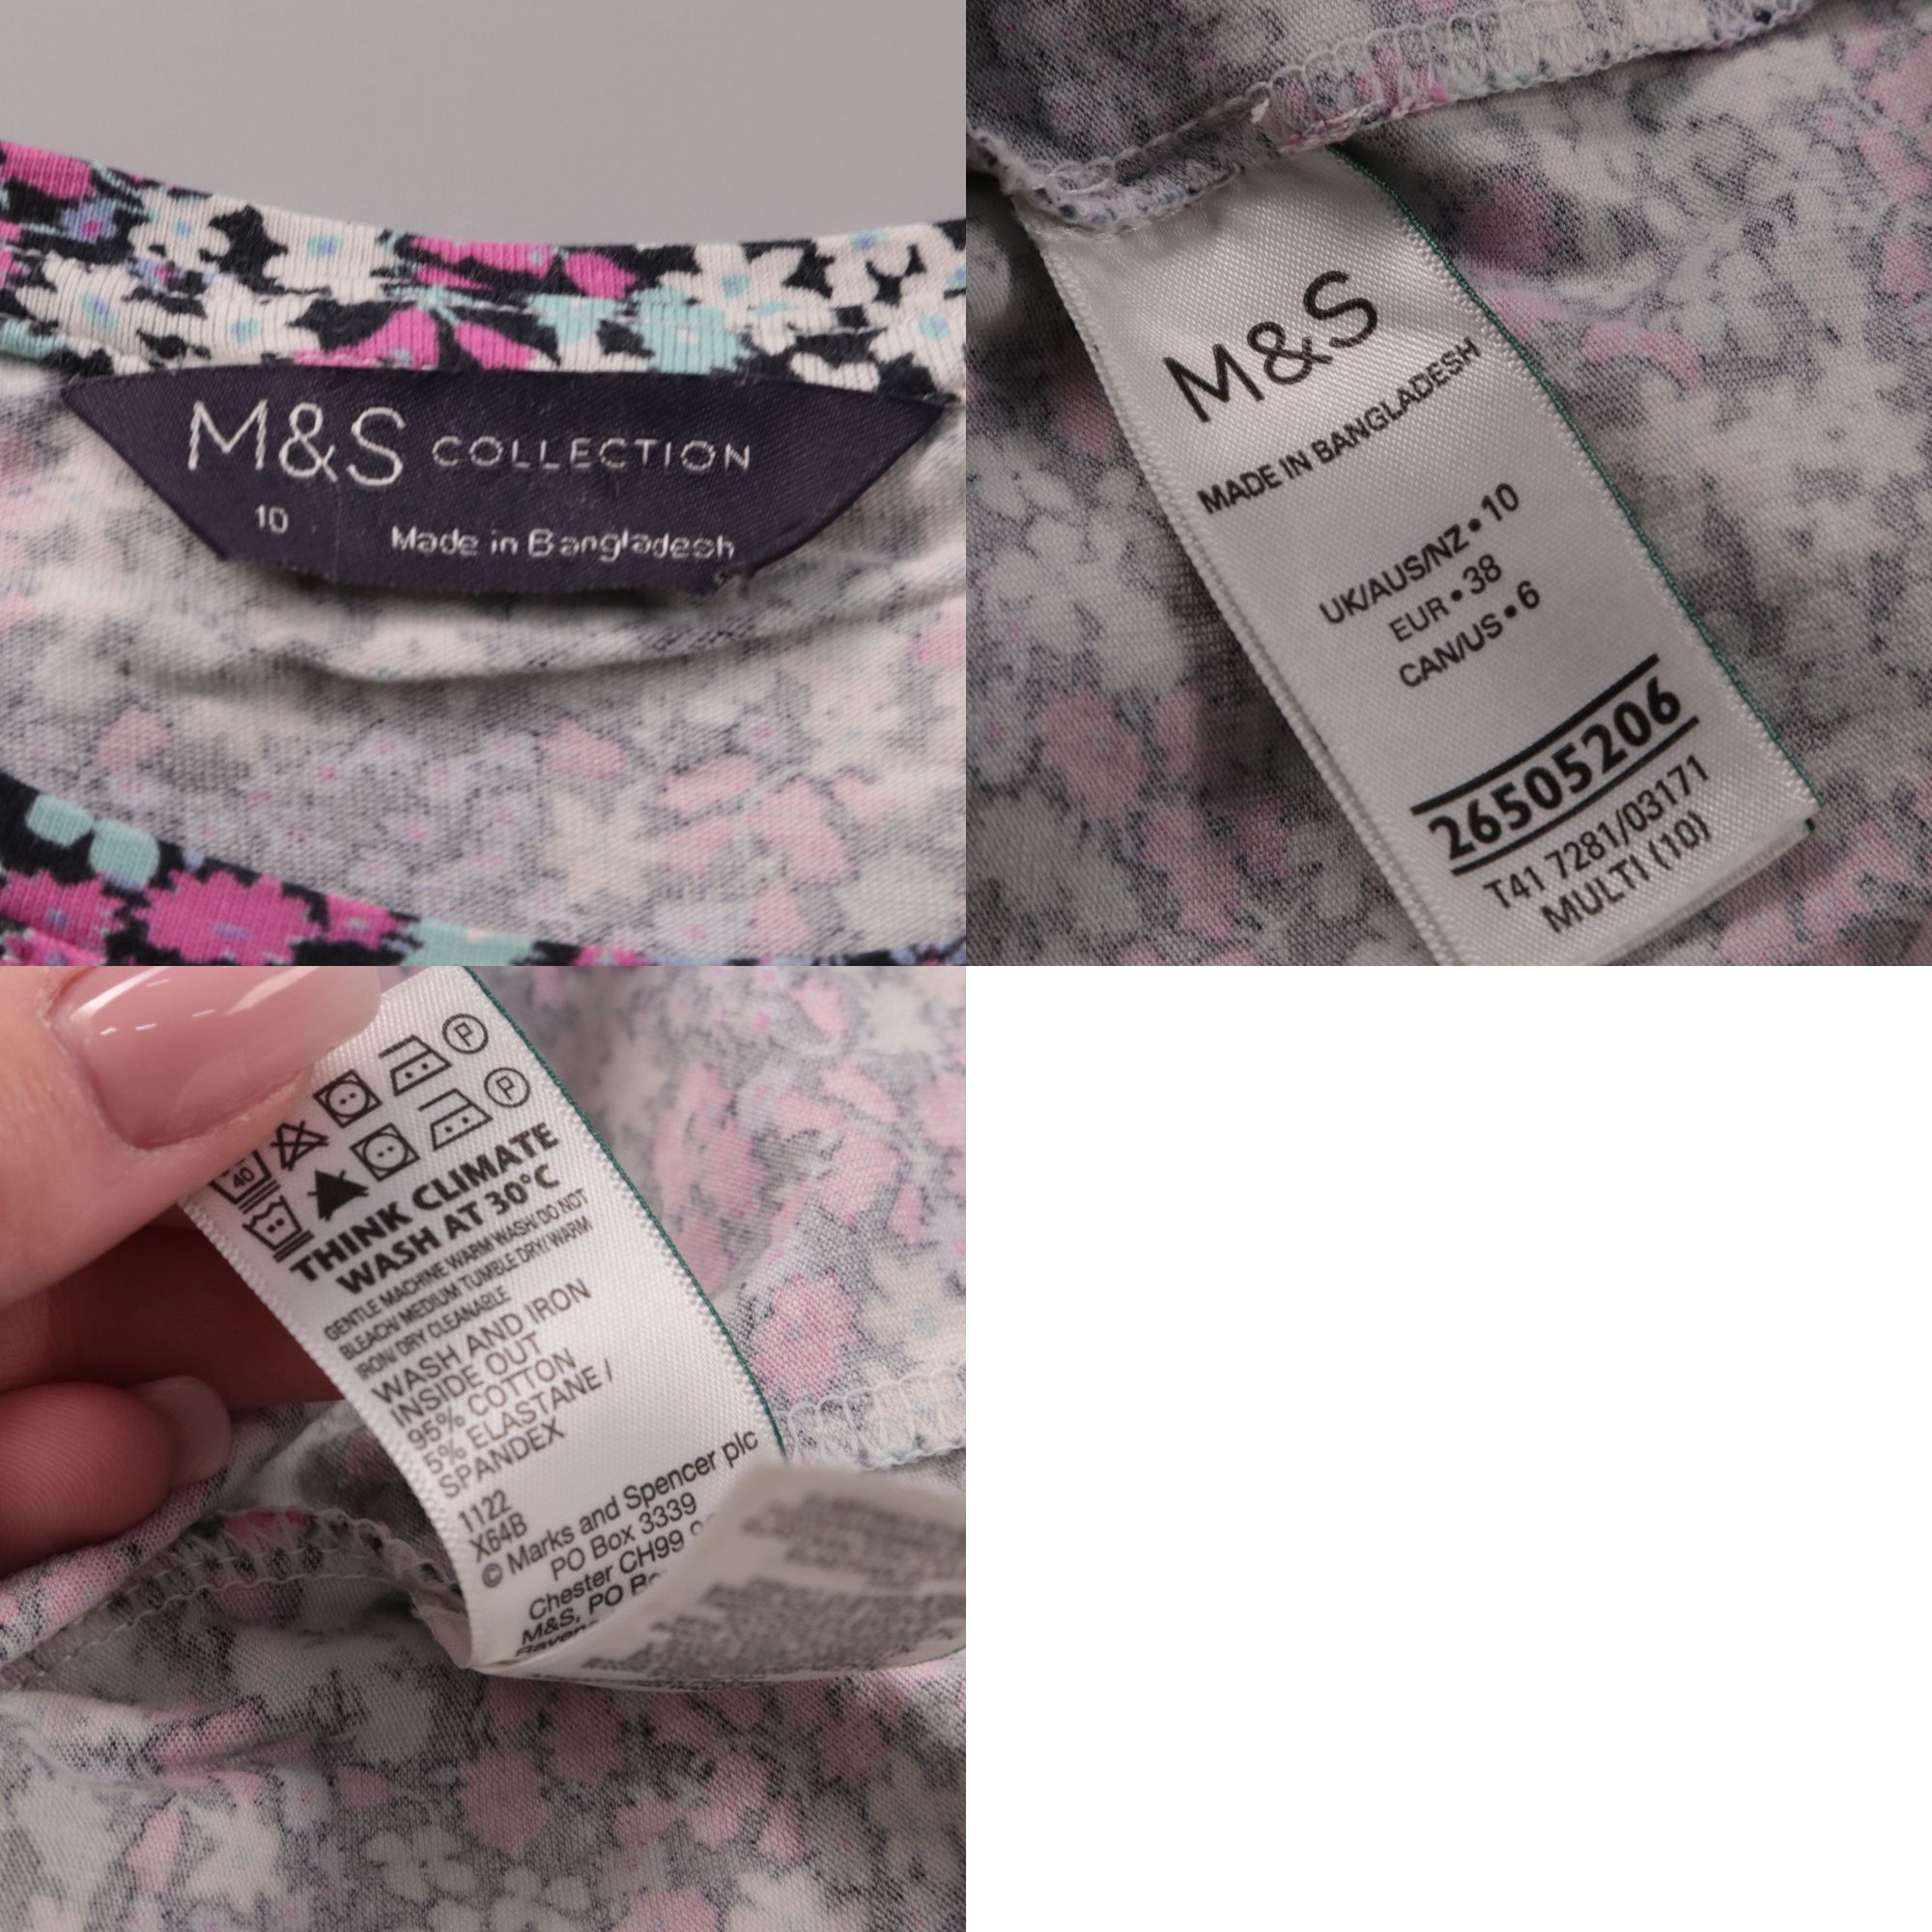 M&S COLLECTION
10 Made in Bangladesh
M&S
MADE IN BANGLADESH
UK/AUS/NZ • 10
EUR • 38
CAN/US • 6
26505206
T41 7281/03171
MULTI (10)
P
P
40
THINK CLIMATE
WASH AT 30°C
GENTLE MACHINE WARM WASH/ DO NOT
BLEACH/ MEDIUM TUMBLE DRY/ WARM
IRON/ DRY CLEANABLE
WASH AND IRON
INSIDE OUT
95% COTTON
5% ELASTANE /
SPANDEX
1122
X64B
© Marks and Spencer plc
PO Box 3339
Chester CH99
M&S, PO